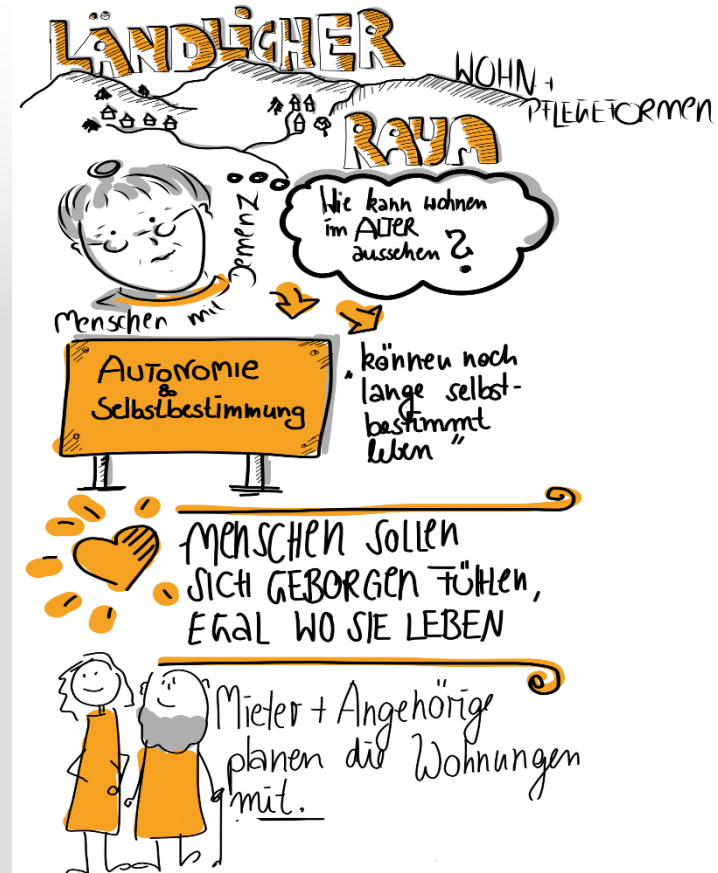 LÄNDLICHER
RAUM
WOHN +
PFLEGEFORMEN
Wie kann wohnen
im ALTER
aussehen?
Menschen mit Demenz
AUTONOMIE
&
Selbstbestimmung
"können noch
lange selbst-
bestimmt
leben"
MENSCHEN SOLLEN
SICH GEBORGEN FÜHLEN,
EGAL WO SIE LEBEN
Mieter + Angehörige
planen die Wohnungen
mit.